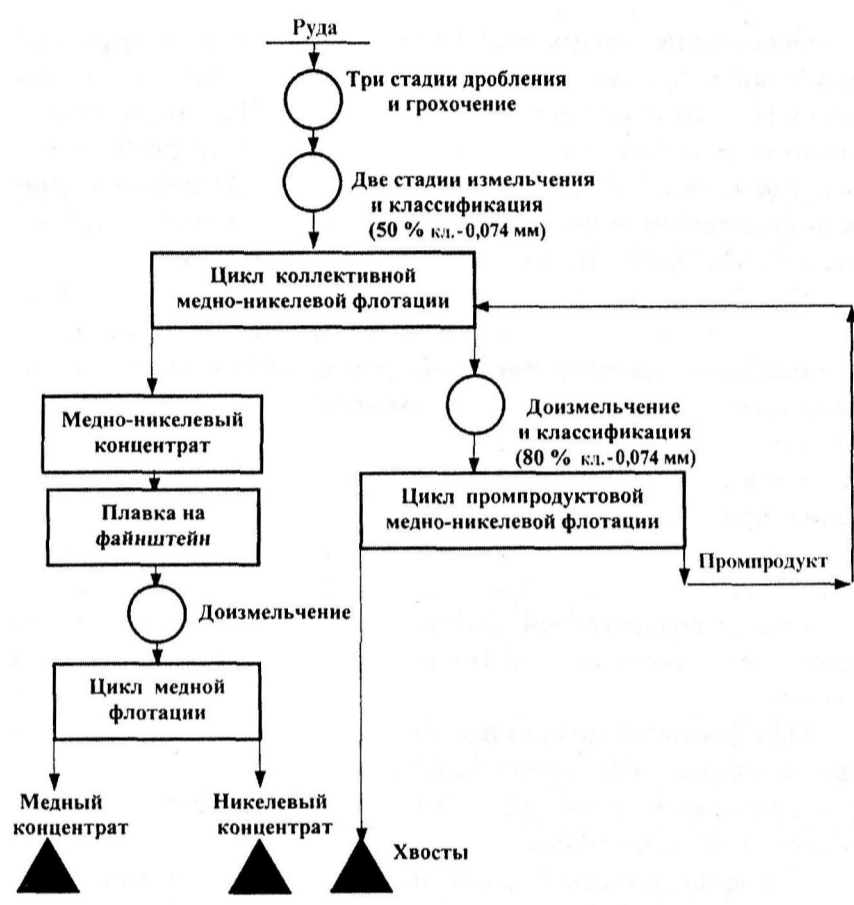 Руда
Три стадии дробления
и грохочение
Две стадии измельчения
и классификация
(50 % кл.-0,074 мм)
Цикл коллективной
медно-никелевой флотации
Медно-никелевый
концентрат
Доизмельчение
и классификация
(80 % кл.-0,074 мм)
Плавка на
файнштейн
Цикл промпродуктовой
медно-никелевой флотации
Промпродукт
Доизмельчение
Цикл медной
флотации
Медный
концентрат
Никелевый
концентрат
Хвосты